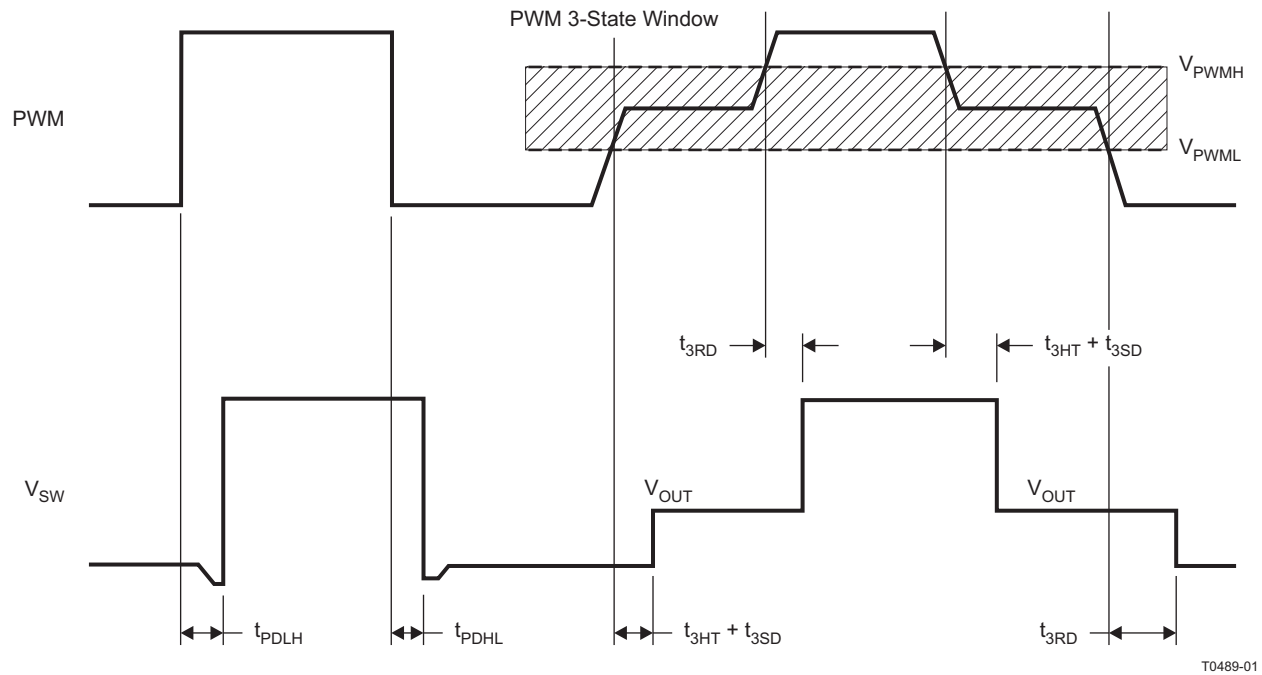 PWM 3-State Window
V_PWMH
PWM
V_PWML
t_3RD
t_3HT + t_3SD
V_SW
V_OUT
V_OUT
t_PDLH
t_PDHL
t_3HT + t_3SD
t_3RD
T0489-01